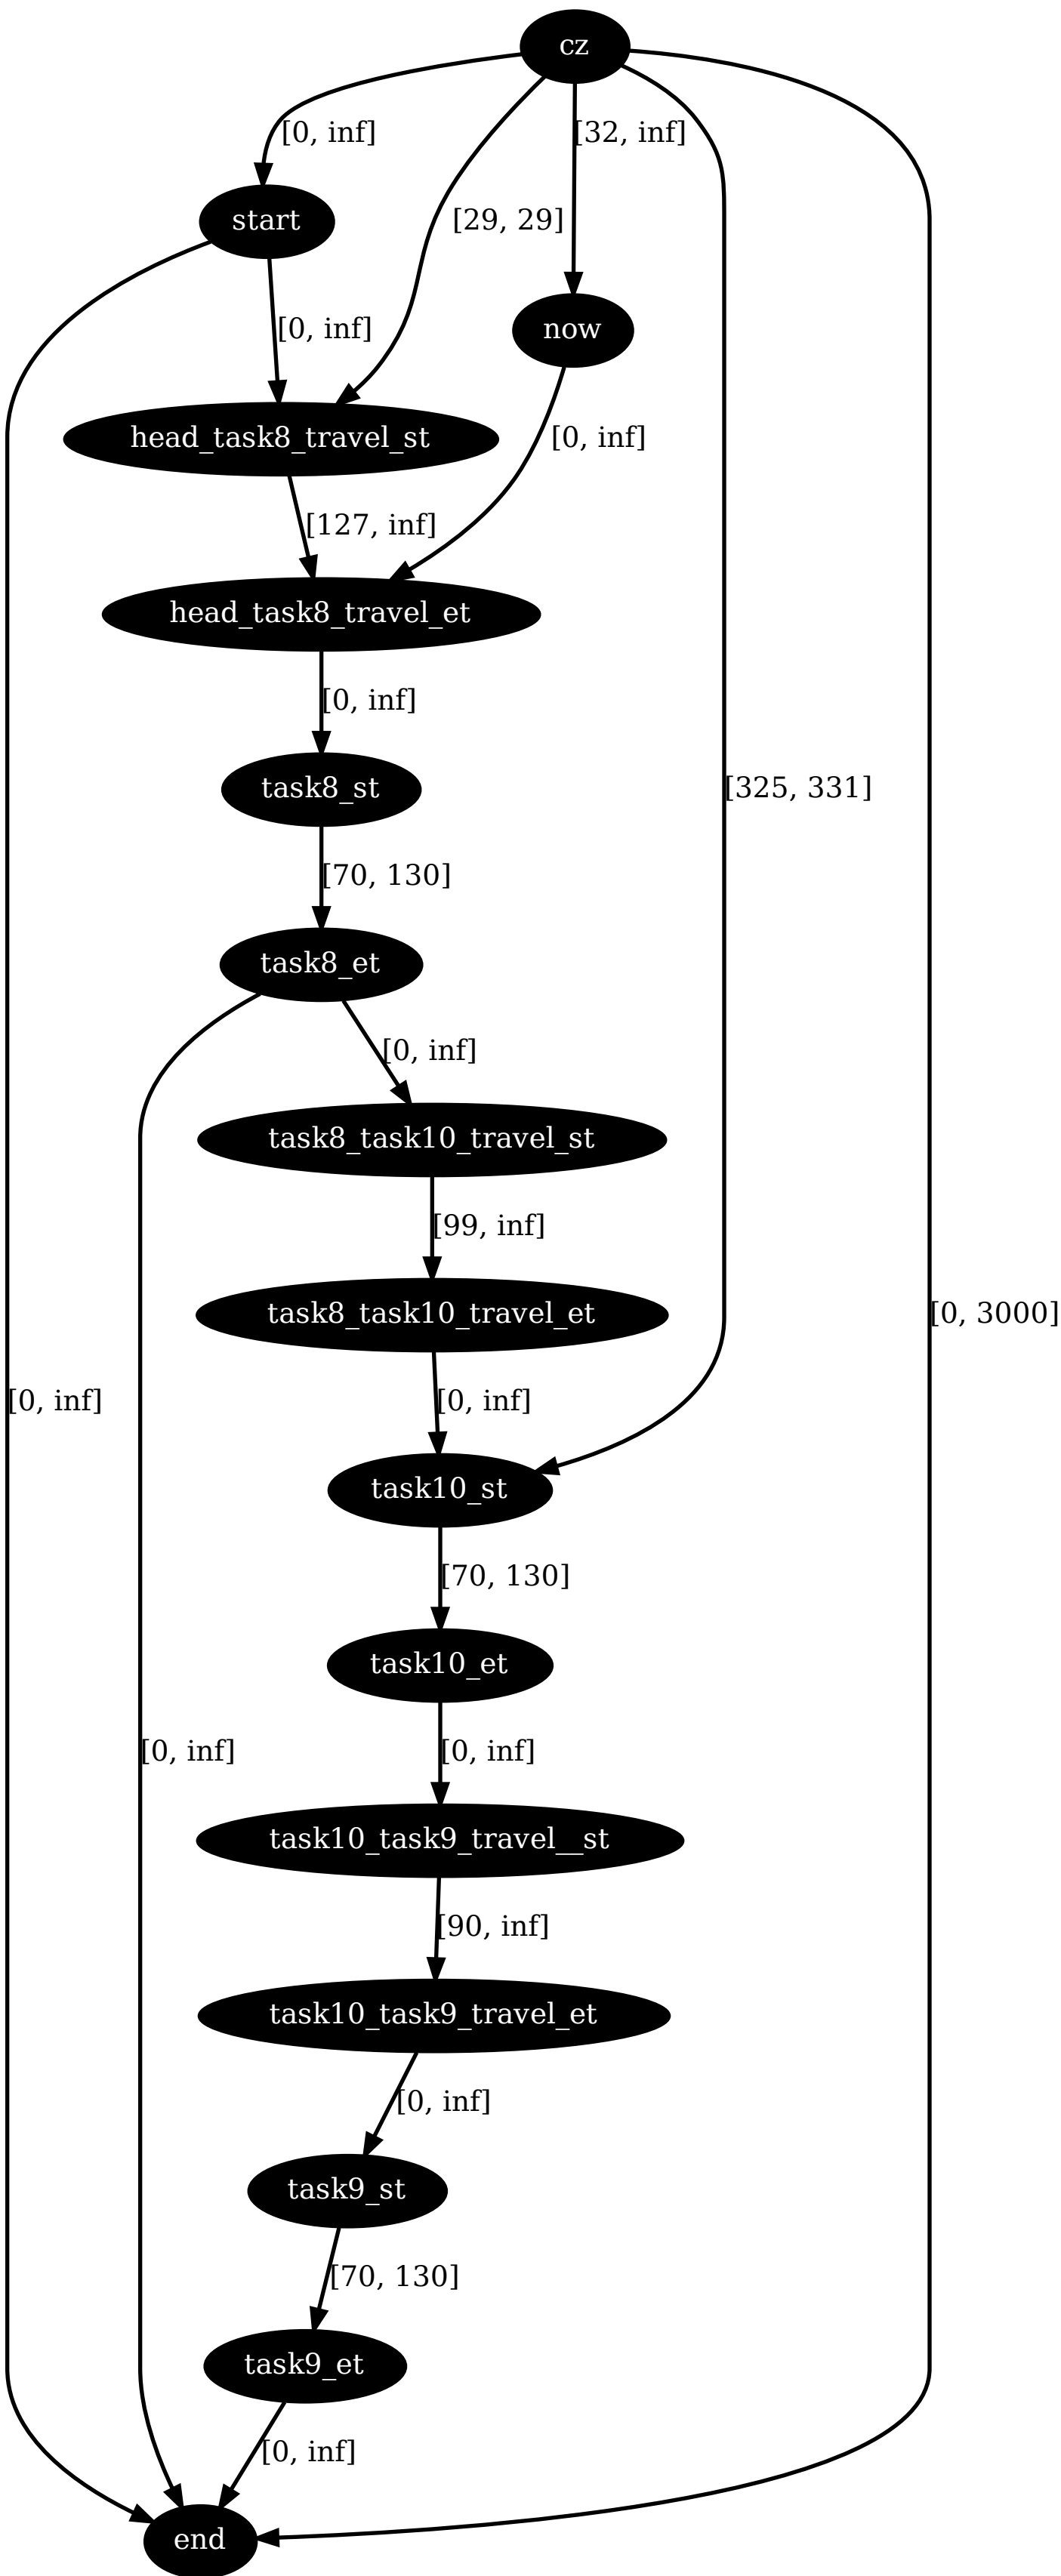 cz
[0, inf]
[32, inf]
start
[29, 29]
now
[0, inf]
head_task8_travel_st
[0, inf]
[127, inf]
head_task8_travel_et
[0, inf]
task8_st
[325, 331]
[70, 130]
task8_et
[0, inf]
task8_task10_travel_st
[99, inf]
task8_task10_travel_et
[0, 3000]
[0, inf]
[0, inf]
task10_st
[70, 130]
task10_et
[0, inf]
[0, inf]
task10_task9_travel__st
[90, inf]
task10_task9_travel_et
[0, inf]
task9_st
[70, 130]
task9_et
[0, inf]
end